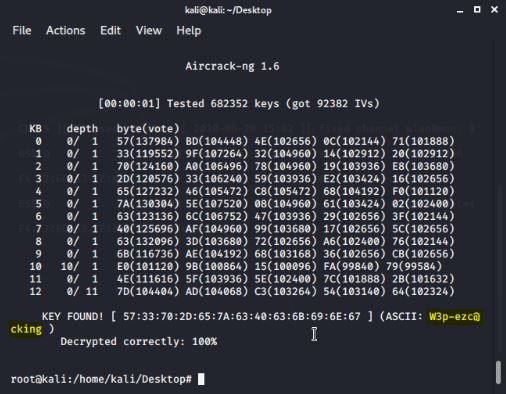 kali@kali: ~/Desktop
File Actions Edit View Help
Aircrack-ng 1.6
[00:00:01] Tested 682352 keys (got 92382 IVs)
KB depth byte(vote)
0 0/ 1 57(137984) BD(104448) 4E(102656) 0C(102144) 71(101888)
1 0/ 1 33(119552) 9F(107264) 32(104960) 14(102912) 20(102912)
2 0/ 1 70(124160) A0(106496) 78(104960) 19(103936) E8(103680)
3 0/ 1 2D(120576) 33(106240) 59(103936) E2(103424) 16(102656)
4 0/ 1 65(127232) 46(105472) C8(105472) 68(104192) F0(101120)
5 0/ 1 7A(130304) 5E(107520) 08(104960) 61(103424) 02(102400)
6 0/ 1 63(123136) 6C(106752) 47(103936) 29(102656) 3F(102144)
7 0/ 1 40(125696) AF(104960) 99(103680) 17(102656) 5C(102656)
8 0/ 1 63(132096) 3D(103680) 72(102656) A6(102400) 76(102144)
9 0/ 1 6B(116736) AE(104192) 68(103168) 36(102656) CB(102656)
10 10/ 1 E0(101120) 9B(100864) 15(100096) FA(99840) 79(99584)
11 0/ 1 4E(111616) 5F(103936) 5E(102400) 7C(101888) 2B(101632)
12 0/ 11 7D(104404) AD(104068) C3(103264) 54(103140) 64(102324)
KEY FOUND! [ 57:33:70:2D:65:7A:63:40:63:6B:69:6E:67 ] (ASCII: W3p-ezc@
cking )
Decrypted correctly: 100%
root@kali:/home/kali/Desktop#